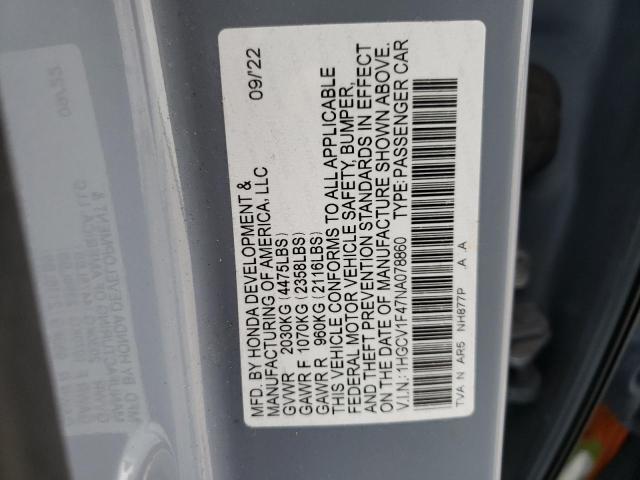 MFD. BY HONDA DEVELOPMENT & 09/22
MANUFACTURING OF AMERICA, LLC
GVWR 2030KG (4475LBS)
GAWR F 1070KG (2358LBS)
GAWR R 960KG (2116LBS)
THIS VEHICLE CONFORMS TO ALL APPLICABLE
FEDERAL MOTOR VEHICLE SAFETY, BUMPER,
AND THEFT PREVENTION STANDARDS IN EFFECT
ON THE DATE OF MANUFACTURE SHOWN ABOVE.
V.I.N.: 1HGCV1F47NA078860 TYPE: PASSENGER CAR
TVA N AR5 NH877P .A .A